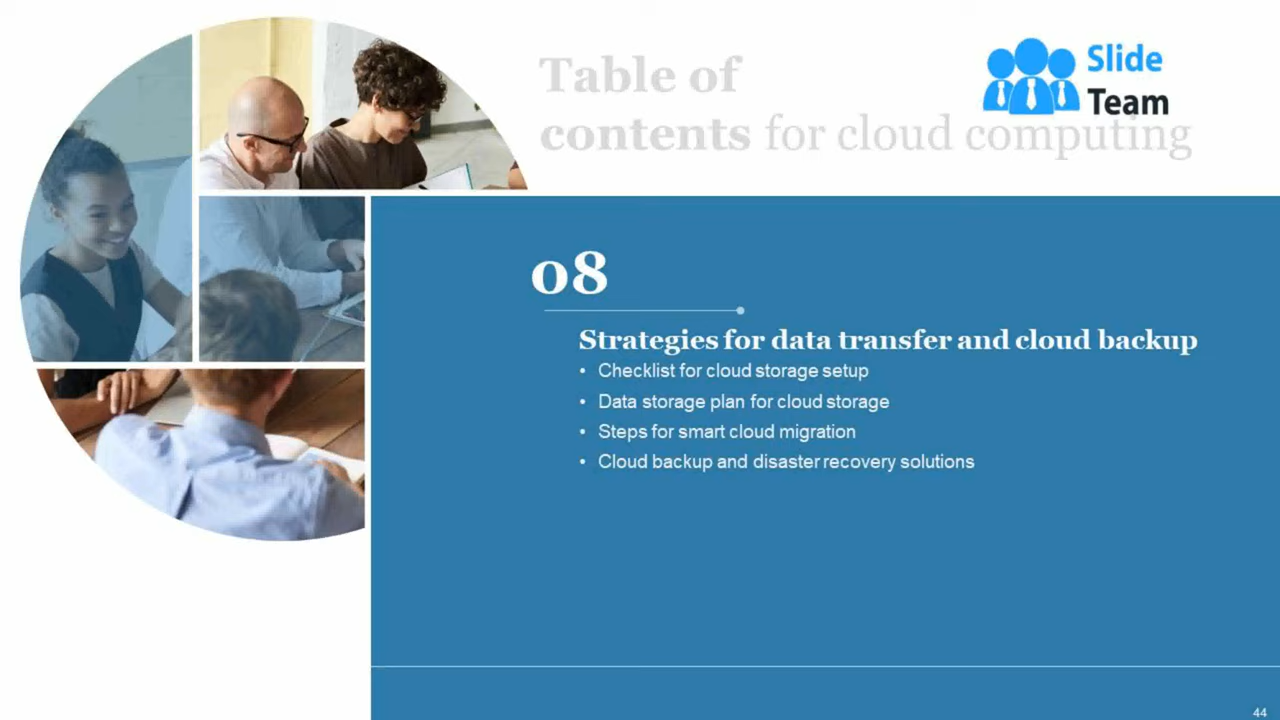 Table of
contents for cloud computing
Slide
Team
08
Strategies for data transfer and cloud backup
• Checklist for cloud storage setup
• Data storage plan for cloud storage
• Steps for smart cloud migration
• Cloud backup and disaster recovery solutions
44